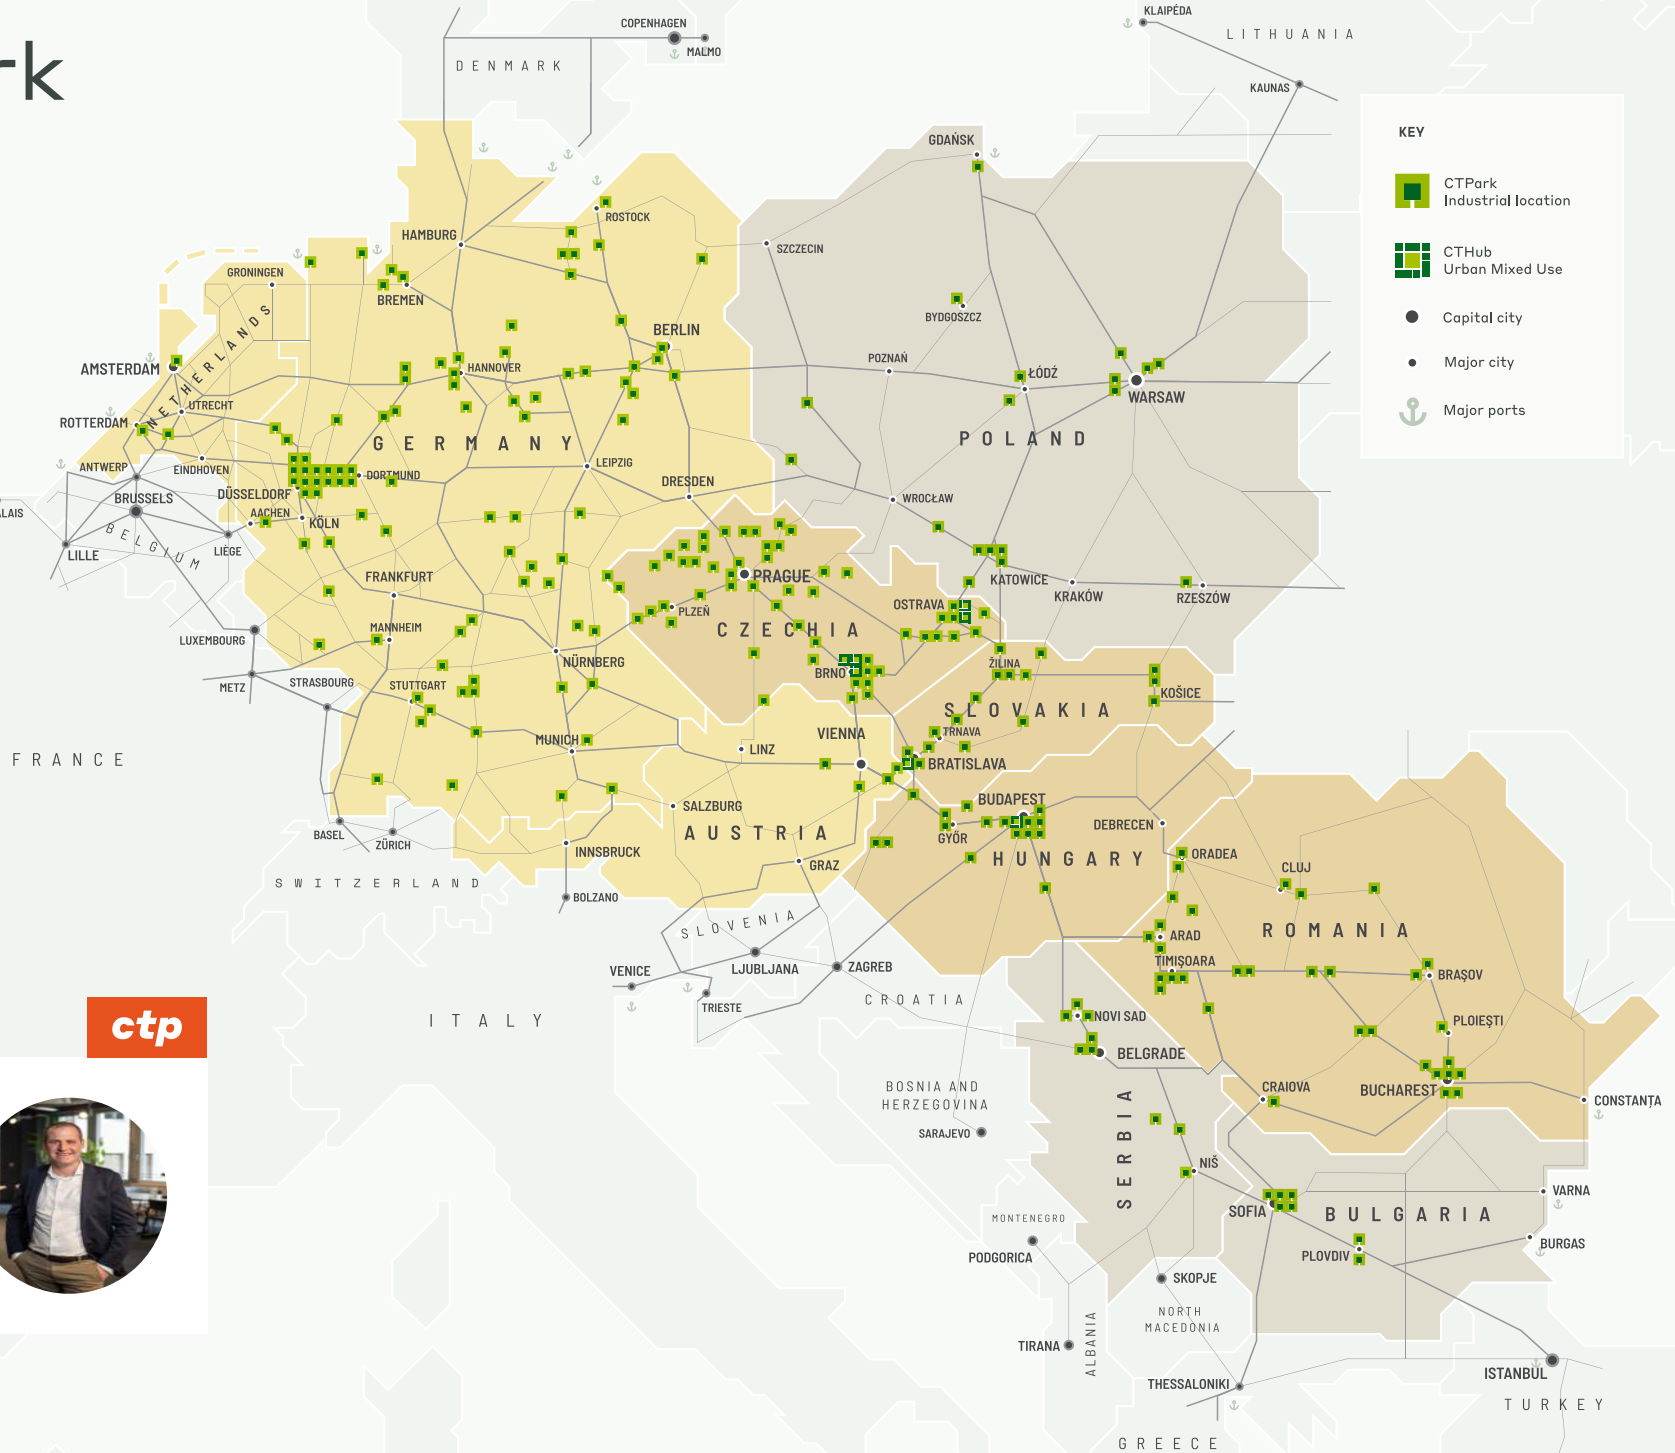 rk
COPENHAGEN
MALMO
DENMARK
KLAIPÉDA
LITHUANIA
KAUNAS
KEY
CTPark
Industrial location
CTHub
Urban Mixed Use
Capital city
Major city
Major ports
GDAŃSK
ROSTOCK
HAMBURG
SZCZECIN
GRONINGEN
BREMEN
BYDGOSZCZ
BERLIN
NETHERLANDS
AMSTERDAM
HANNOVER
POZNAŃ
ŁÓDŹ
WARSAW
UTRECHT
ROTTERDAM
GERMANY
POLAND
ANTWERP
EINDHOVEN
DORTMUND
LEIPZIG
DRESDEN
BRUSSELS
DÜSSELDORF
WROCŁAW
ALAIS
AACHEN
KÖLN
BELGIUM
LILLE
LIÈGE
FRANKFURT
PRAGUE
KATOWICE
KRAKÓW
RZESZÓW
OSTRAVA
PLZEŇ
CZECHIA
LUXEMBOURG
MANNHEIM
NÜRNBERG
ŽILINA
BRNO
METZ
STRASBOURG
STUTTGART
KOŠICE
SLOVAKIA
VIENNA
TRNAVA
MUNICH
LINZ
FRANCE
BRATISLAVA
SALZBURG
BUDAPEST
BASEL
ZÜRICH
AUSTRIA
GYŐR
DEBRECEN
INNSBRUCK
HUNGARY
ORADEA
GRAZ
CLUJ
SWITZERLAND
BOLZANO
SLOVENIA
ROMANIA
ARAD
TIMIȘOARA
VENICE
LJUBLJANA
ZAGREB
BRAȘOV
TRIESTE
CROATIA
ITALY
NOVI SAD
PLOIEȘTI
ctp
BELGRADE
BOSNIA AND
HERZEGOVINA
CRAIOVA
BUCHAREST
CONSTANȚA
SARAJEVO
SERBIA
NIŠ
VARNA
SOFIA
BULGARIA
MONTENEGRO
PODGORICA
PLOVDIV
BURGAS
SKOPJE
NORTH
MACEDONIA
TIRANA
ALBANIA
ISTANBUL
THESSALONIKI
TURKEY
GREECE